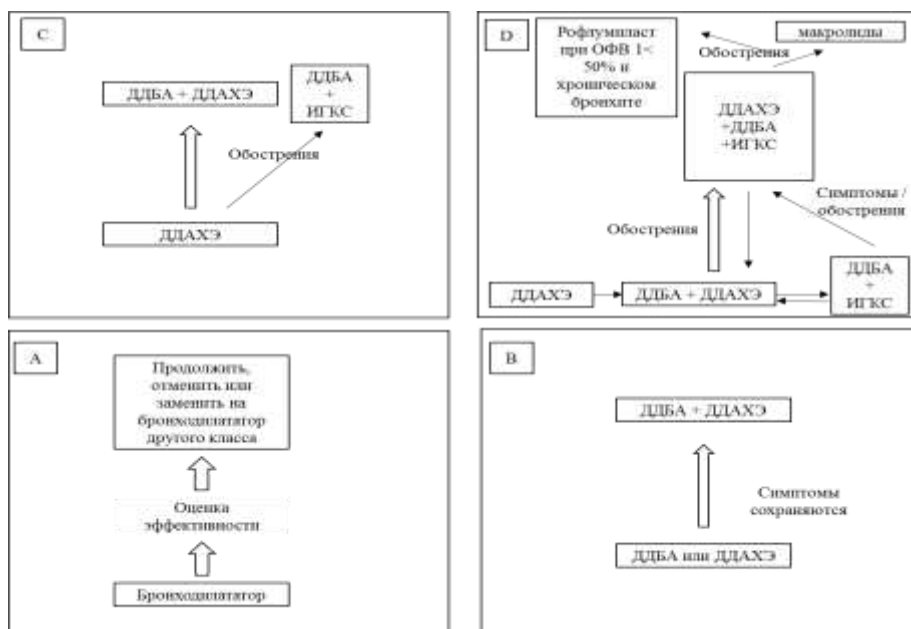 C
ДДБА + ДДАХЭ
ДДБА
+
ИГКС
Обострения
ДДАХЭ
D
Рофлумиласт
при ОФВ 1<
50% и
хроническом
бронхите
макролиды
Обострения
ДДАХЭ
+ДДБА
+ИГКС
Симптомы /
обострения
Обострения
ДДАХЭ
ДДБА + ДДАХЭ
ДДБА
+
ИГКС
A
Продолжить,
отменить или
заменить на
бронходилататор
другого класса
Оценка
эффективности
Бронходилататор
B
ДДБА + ДДАХЭ
Симптомы
сохраняются
ДДБА или ДДАХЭ